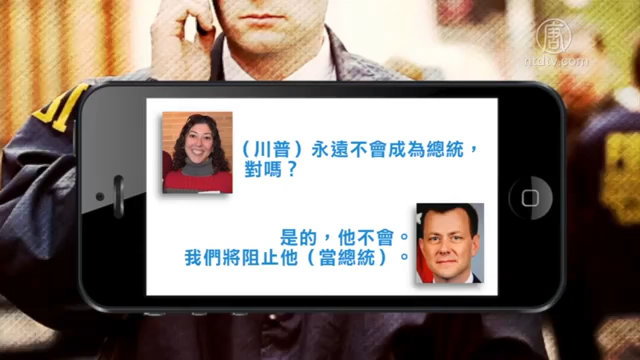 唐
ntdtv.com
（川普）永遠不會成為總統，
對嗎？
是的，他不會。
我們將阻止他（當總統）。